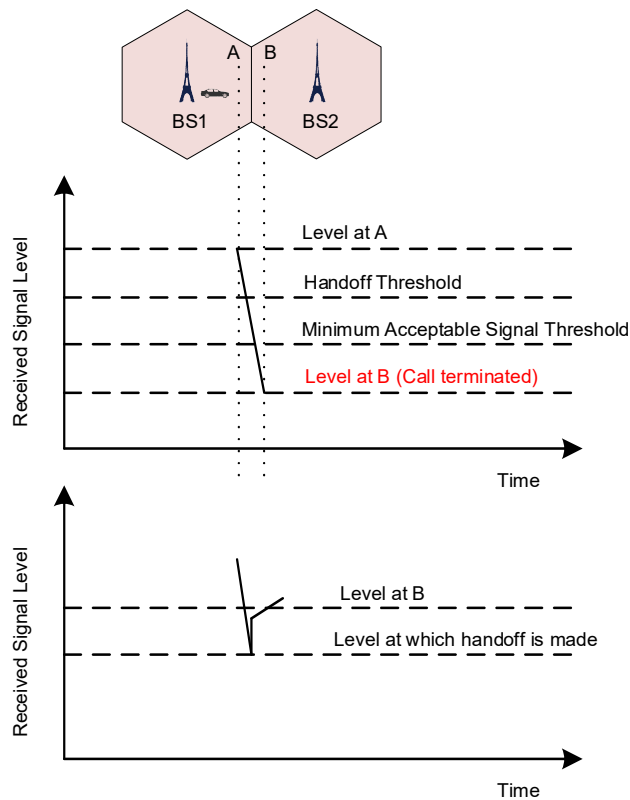 A B
BS1 BS2
Received Signal Level
Level at A
Handoff Threshold
Minimum Acceptable Signal Threshold
Level at B (Call terminated)
Time
Received Signal Level
Level at B
Level at which handoff is made
Time